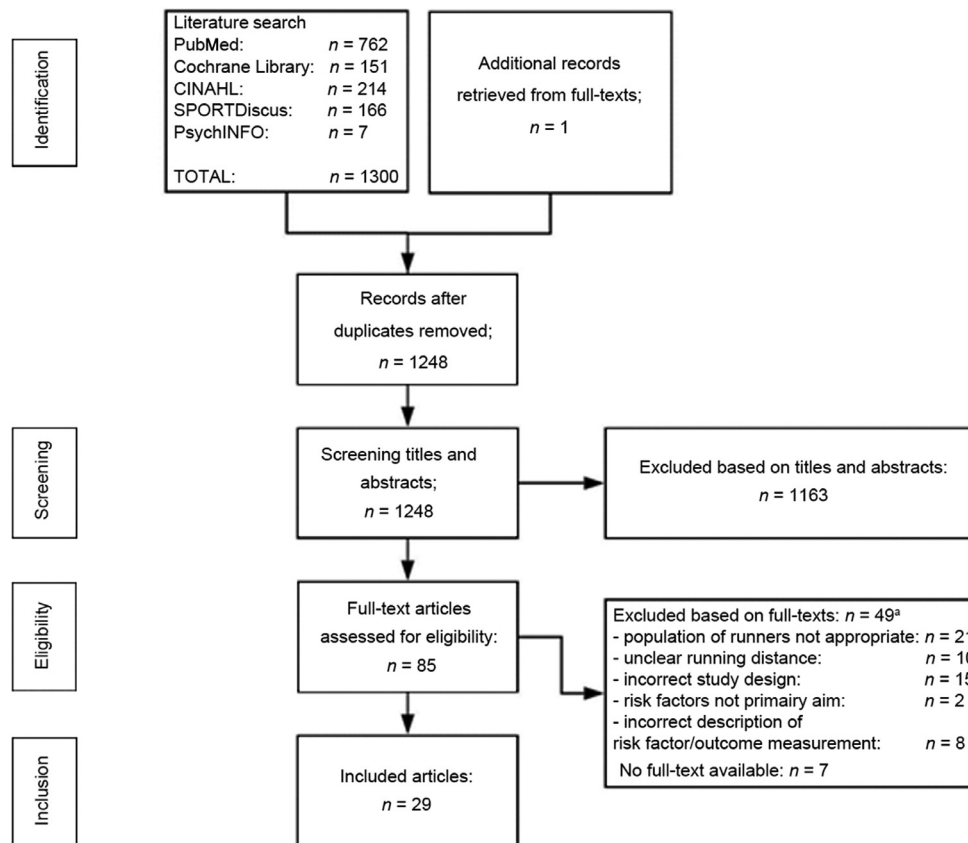 Identification
Literature search
PubMed: n = 762
Cochrane Library: n = 151
CINAHL: n = 214
SPORTDiscus: n = 166
PsychINFO: n = 7
TOTAL: n = 1300
Additional records
retrieved from full-texts;
n = 1
Records after
duplicates removed;
n = 1248
Screening
Screening titles and
abstracts;
n = 1248
Excluded based on titles and abstracts:
n = 1163
Eligibility
Full-text articles
assessed for eligibility:
n = 85
Excluded based on full-texts: n = 49ᵃ
- population of runners not appropriate: n =
- unclear running distance: n =
- incorrect study design: n =
- risk factors not primairy aim: n = 2
- incorrect description of
risk factor/outcome measurement: n = 8
No full-text available: n = 7
Inclusion
Included articles:
n = 29